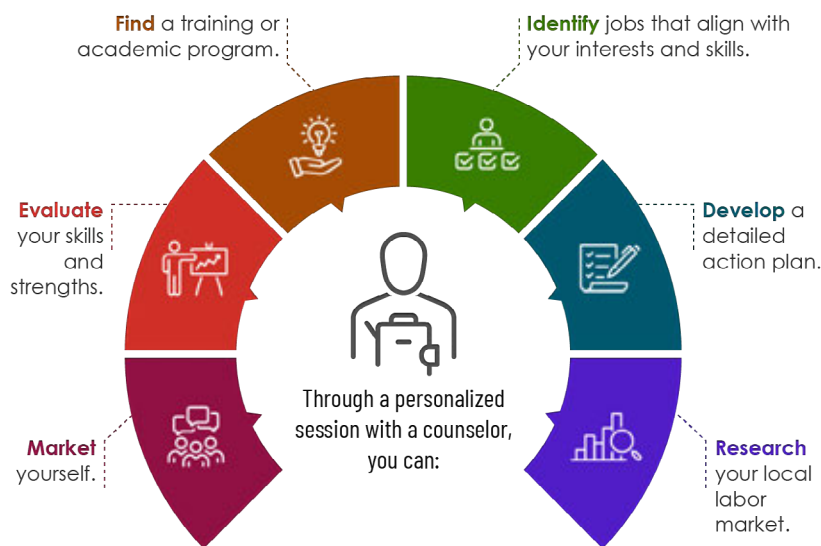 Find a training or
academic program.
Identify jobs that align with
your interests and skills.
Evaluate
your skills
and
strengths.
Develop a
detailed
action plan.
Through a personalized
session with a counselor,
you can:
Market
yourself.
Research
your local
labor
market.